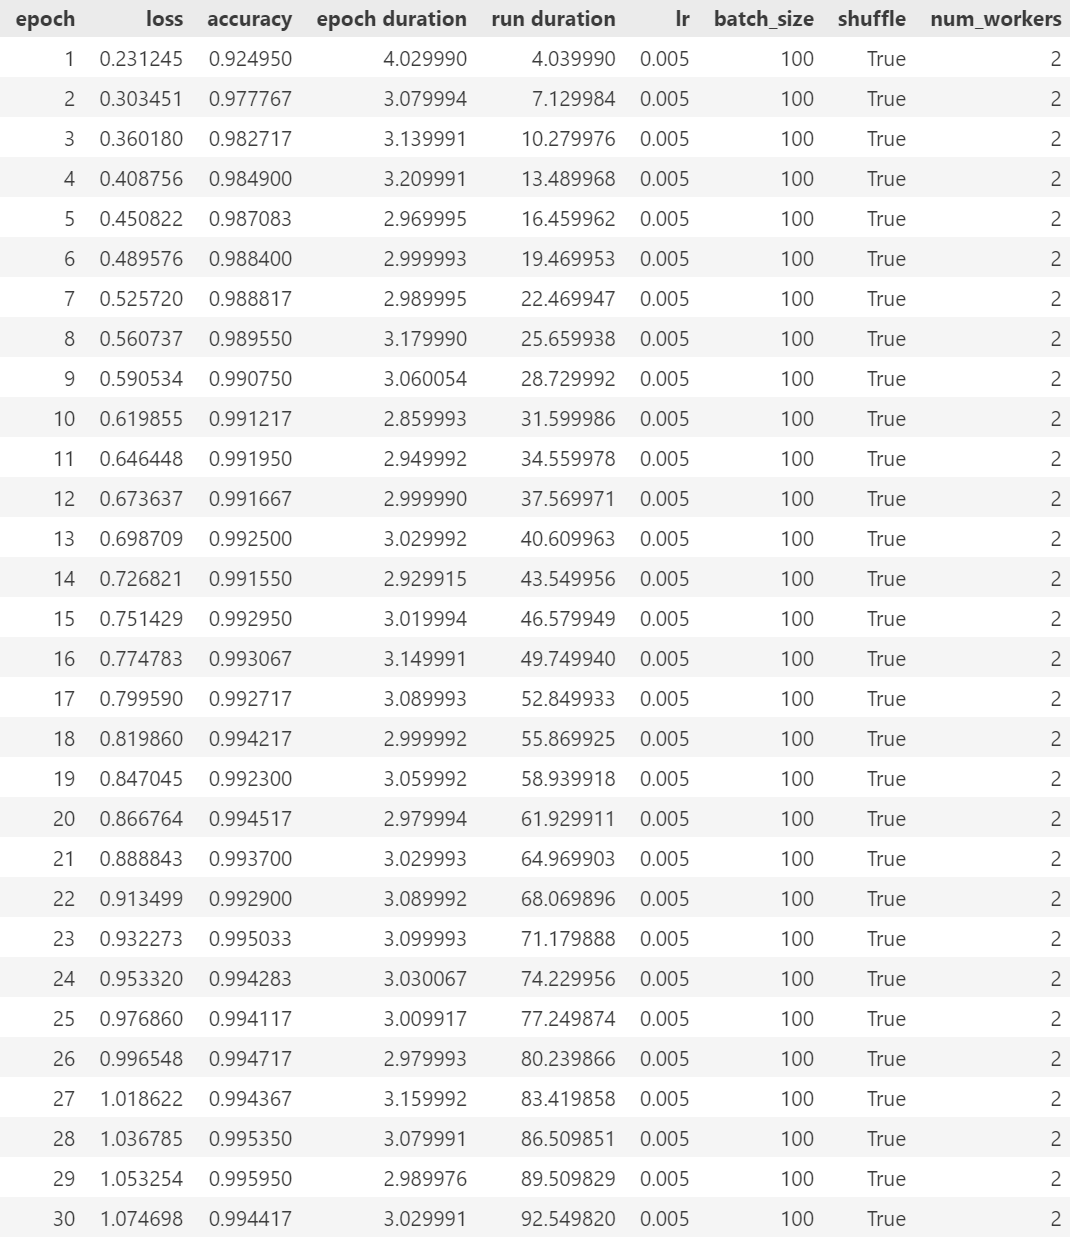 epoch loss accuracy epoch duration run duration lr batch_size shuffle num_workers
1 0.231245 0.924950 4.029990 4.039990 0.005 100 True 2
2 0.303451 0.977767 3.079994 7.129984 0.005 100 True 2
3 0.360180 0.982717 3.139991 10.279976 0.005 100 True 2
4 0.408756 0.984900 3.209991 13.489968 0.005 100 True 2
5 0.450822 0.987083 2.969995 16.459962 0.005 100 True 2
6 0.489576 0.988400 2.999993 19.469953 0.005 100 True 2
7 0.525720 0.988817 2.989995 22.469947 0.005 100 True 2
8 0.560737 0.989550 3.179990 25.659938 0.005 100 True 2
9 0.590534 0.990750 3.060054 28.729992 0.005 100 True 2
10 0.619855 0.991217 2.859993 31.599986 0.005 100 True 2
11 0.646448 0.991950 2.949992 34.559978 0.005 100 True 2
12 0.673637 0.991667 2.999990 37.569971 0.005 100 True 2
13 0.698709 0.992500 3.029992 40.609963 0.005 100 True 2
14 0.726821 0.991550 2.929915 43.549956 0.005 100 True 2
15 0.751429 0.992950 3.019994 46.579949 0.005 100 True 2
16 0.774783 0.993067 3.149991 49.749940 0.005 100 True 2
17 0.799590 0.992717 3.089993 52.849933 0.005 100 True 2
18 0.819860 0.994217 2.999992 55.869925 0.005 100 True 2
19 0.847045 0.992300 3.059992 58.939918 0.005 100 True 2
20 0.866764 0.994517 2.979994 61.929911 0.005 100 True 2
21 0.888843 0.993700 3.029993 64.969903 0.005 100 True 2
22 0.913499 0.992900 3.089992 68.069896 0.005 100 True 2
23 0.932273 0.995033 3.099993 71.179888 0.005 100 True 2
24 0.953320 0.994283 3.030067 74.229956 0.005 100 True 2
25 0.976860 0.994117 3.009917 77.249874 0.005 100 True 2
26 0.996548 0.994717 2.979993 80.239866 0.005 100 True 2
27 1.018622 0.994367 3.159992 83.419858 0.005 100 True 2
28 1.036785 0.995350 3.079991 86.509851 0.005 100 True 2
29 1.053254 0.995950 2.989976 89.509829 0.005 100 True 2
30 1.074698 0.994417 3.029991 92.549820 0.005 100 True 2